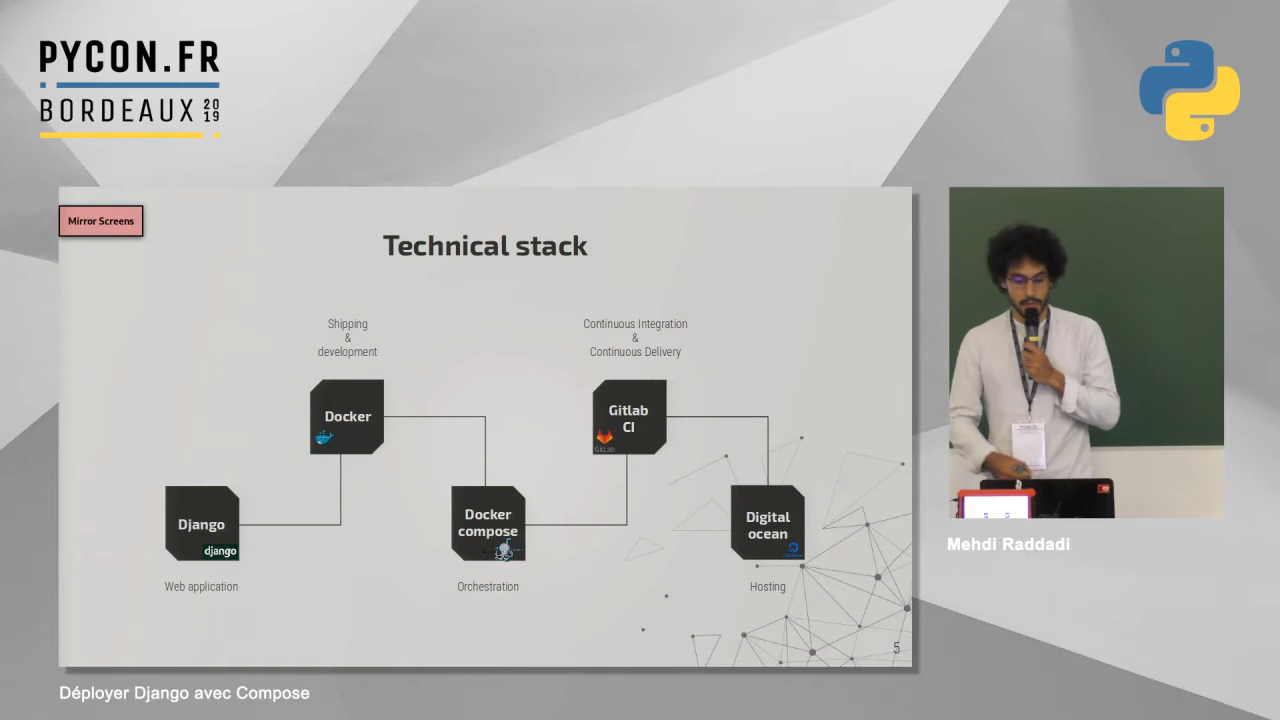 PYCON.FR
BORDEAUX 2019
Mirror Screens
Technical stack
Shipping
&
development
Continuous Integration
&
Continuous Delivery
Docker
Gitlab
CI
GitLab
Django
django
Docker
compose
Digital
ocean
Web application
Orchestration
Hosting
5
Mehdi Raddadi
Déployer Django avec Compose